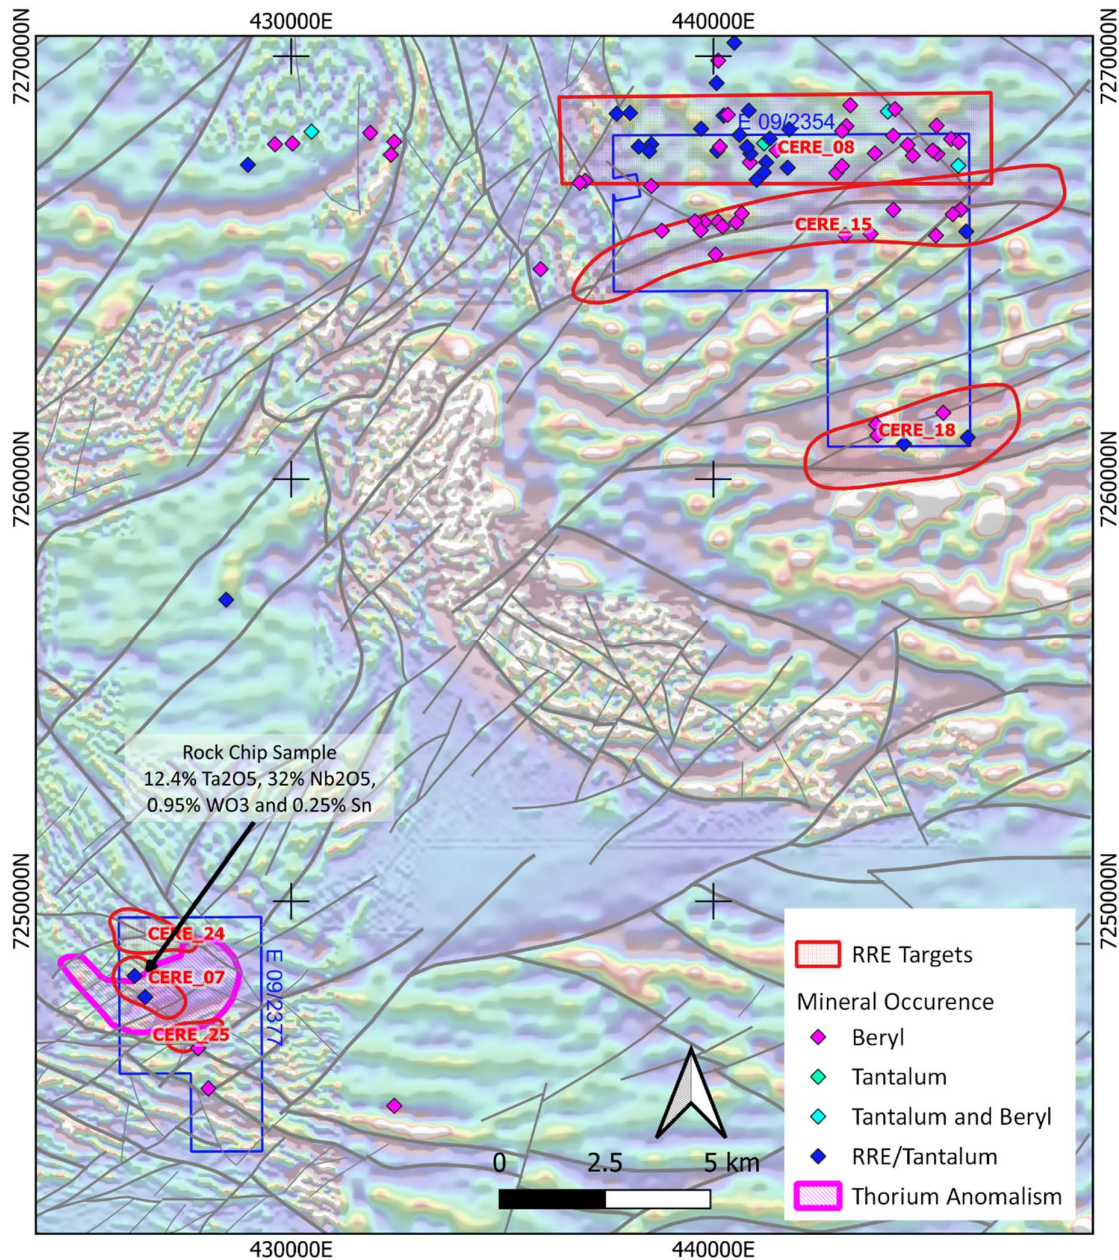 430000E
440000E
7270000N
7270000N
E 09/2354
CERE_08
CERE_15
CERE_18
7260000N
7260000N
Rock Chip Sample
12.4% Ta2O5, 32% Nb2O5,
0.95% WO3 and 0.25% Sn
7250000N
7250000N
CERE_24
CERE_07
CERE_25
E 09/2377
RRE Targets
Mineral Occurence
Beryl
Tantalum
Tantalum and Beryl
RRE/Tantalum
Thorium Anomalism
0 2.5 5 km
430000E
440000E